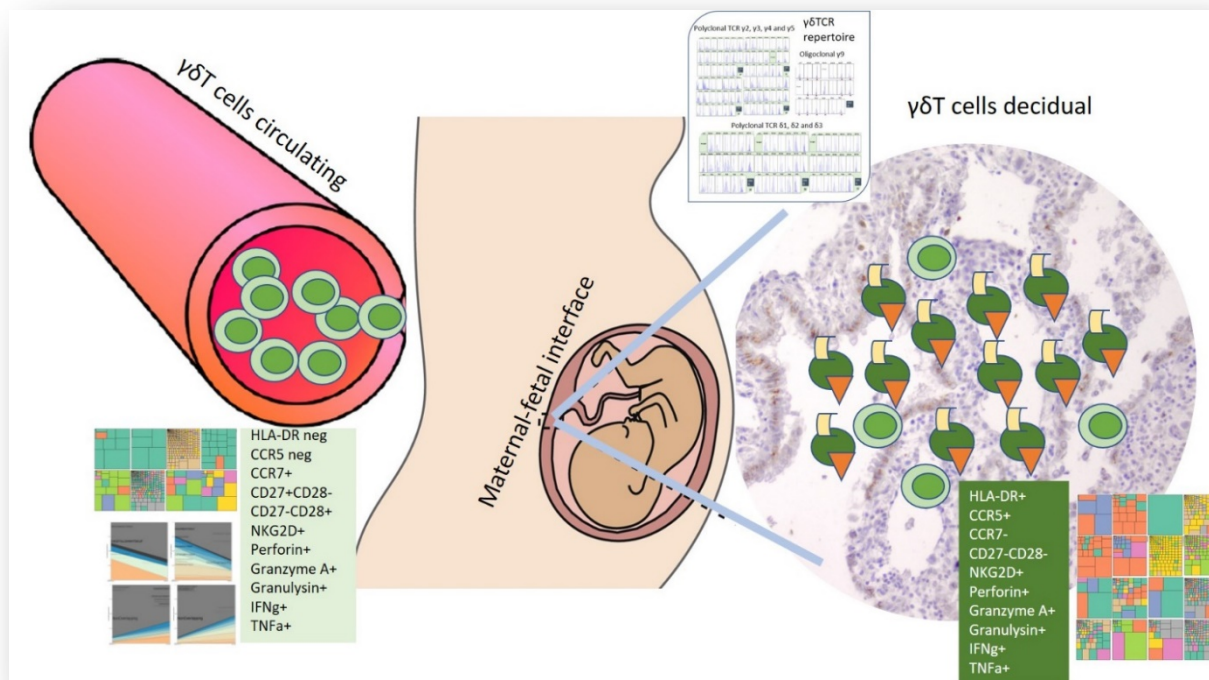 γδT cells circulating
HLA-DR neg
CCR5 neg
CCR7+
CD27+CD28-
CD27-CD28+
NKG2D+
Perforin+
Granzyme A+
Granulysin+
IFNg+
TNFa+
Maternal-fetal interface
Polyclonal TCR γ2, γ3, γ4 and γ5
γδTCR
repertoire
Oligoclonal γ9
Polyclonal TCR δ1, δ2 and δ3
γδT cells decidual
HLA-DR+
CCR5+
CCR7-
CD27-CD28-
NKG2D+
Perforin+
Granzyme A+
Granulysin+
IFNg+
TNFa+